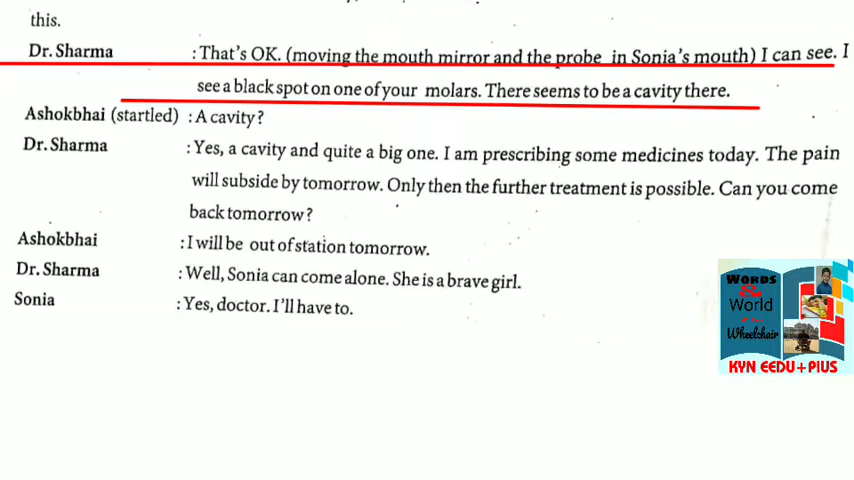 this.
Dr. Sharma : That's OK. (moving the mouth mirror and the probe in Sonia's mouth) I can see. I
see a black spot on one of your molars. There seems to be a cavity there.
Ashokbhai (startled) : A cavity?
Dr. Sharma : Yes, a cavity and quite a big one. I am prescribing some medicines today. The pain
will subside by tomorrow. Only then the further treatment is possible. Can you come
back tomorrow?
Ashokbhai : I will be out of station tomorrow.
Dr. Sharma : Well, Sonia can come alone. She is a brave girl.
Sonia : Yes, doctor. I'll have to.
WORDS
&
World
Wheelchair
KYN EEDU+PIUS